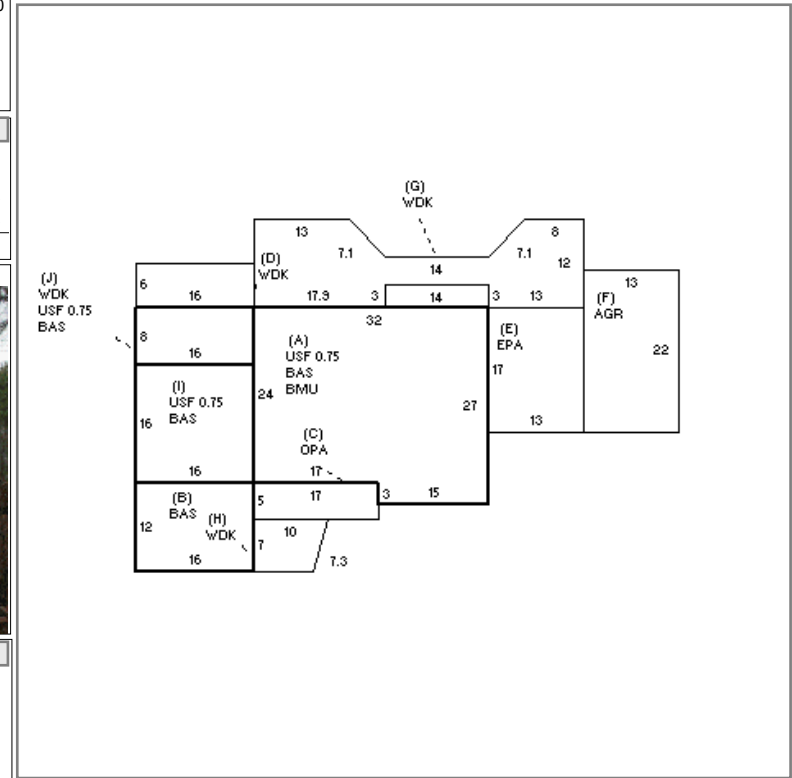 (G)
WDK
13
8
7.1
7.1
(D)
WDK
14
12
13
(J)
WDK
USF 0.75
BAS
6
16
17.9
3
14
3
13
(F)
AGR
32
8
16
(A)
USF 0.75
BAS
BMU
(E)
EPA
22
17
(I)
USF 0.75
BAS
24
27
16
13
(C)
OPA
16
17
(B)
BAS
5
17
3
15
12
(H)
WDK
10
7
16
7.3